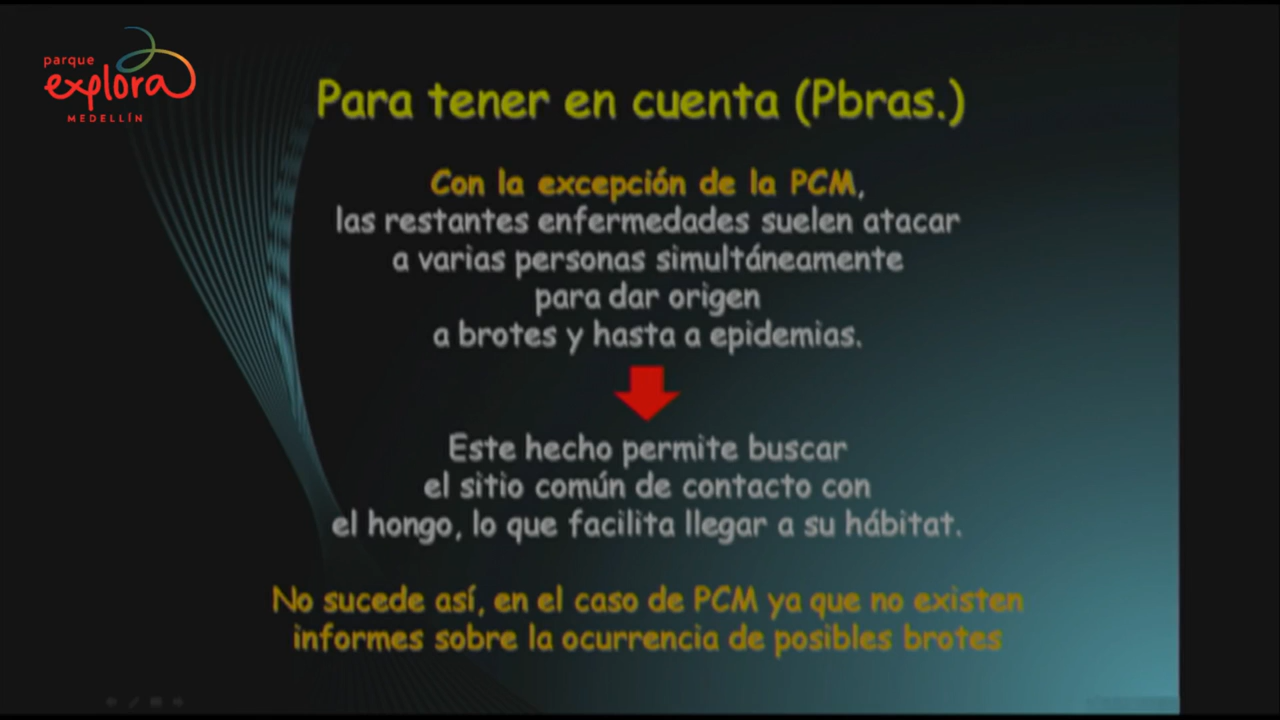 parque
explora
MEDELLÍN
Para tener en cuenta (Pbras.)
Con la excepción de la PCM,
las restantes enfermedades suelen atacar
a varias personas simultáneamente
para dar origen
a brotes y hasta a epidemias.
Este hecho permite buscar
el sitio común de contacto con
el hongo, lo que facilita llegar a su hábitat.
No sucede así, en el caso de PCM ya que no existen
informes sobre la ocurrencia de posibles brotes